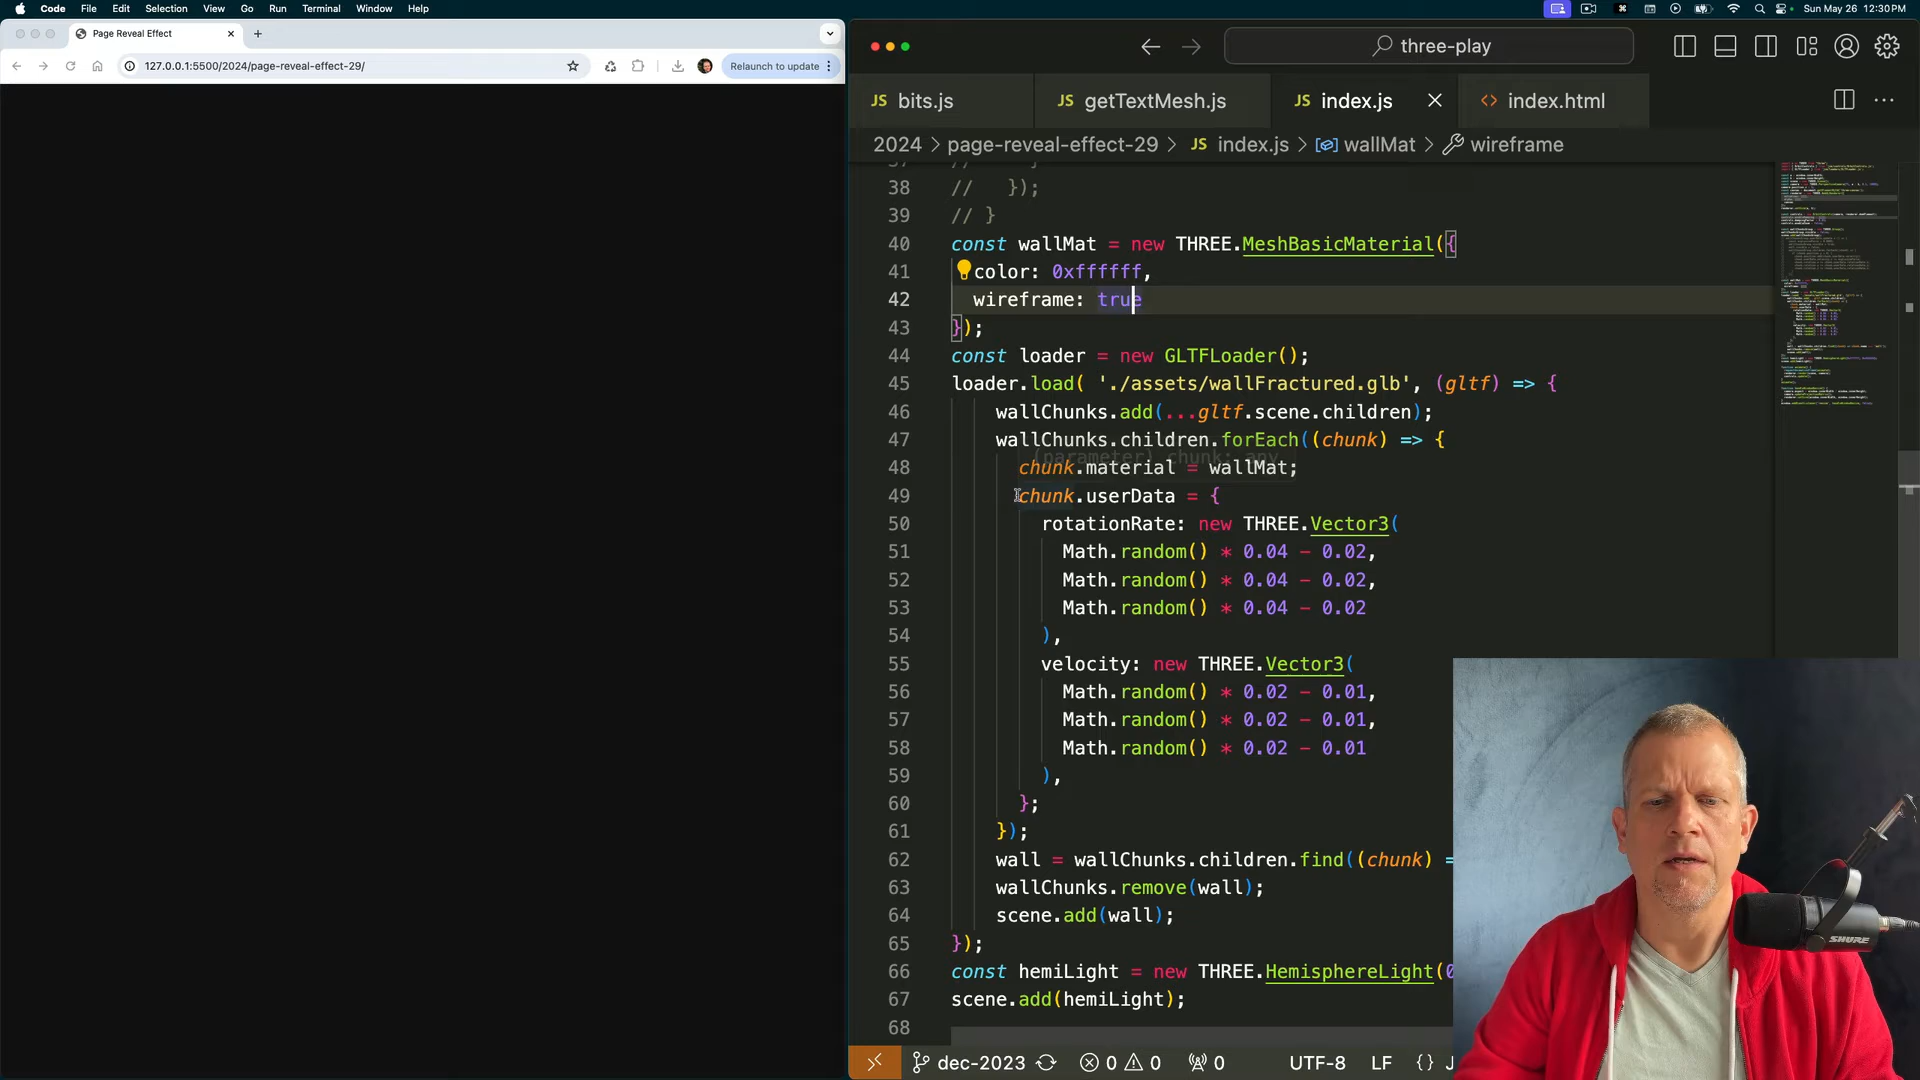 Code File Edit Selection View Go Run Terminal Window Help
Sun May 26 12:30 PM
Page Reveal Effect
127.0.0.1:5500/2024/page-reveal-effect-29/
Relaunch to update
three-play
JS bits.js
JS getTextMesh.js
JS index.js
<> index.html
2024 > page-reveal-effect-29 > JS index.js > wallMat > wireframe
38 // });
39 // }
40 const wallMat = new THREE.MeshBasicMaterial({
41 color: 0xffffff,
42 wireframe: true
43 });
44 const loader = new GLTFLoader();
45 loader.load( './assets/wallFractured.glb', (gltf) => {
46 wallChunks.add(...gltf.scene.children);
47 wallChunks.children.forEach((chunk) => {
(parameter) chunk: any
48 chunk.material = wallMat;
49 chunk.userData = {
50 rotationRate: new THREE.Vector3(
51 Math.random() * 0.04 - 0.02,
52 Math.random() * 0.04 - 0.02,
53 Math.random() * 0.04 - 0.02
54 ),
55 velocity: new THREE.Vector3(
56 Math.random() * 0.02 - 0.01,
57 Math.random() * 0.02 - 0.01,
58 Math.random() * 0.02 - 0.01
59 ),
60 };
61 });
62 wall = wallChunks.children.find((chunk) =
63 wallChunks.remove(wall);
64 scene.add(wall);
65 });
66 const hemiLight = new THREE.HemisphereLight(0
67 scene.add(hemiLight);
68
SHURE
dec-2023 0 0 0 UTF-8 LF {}